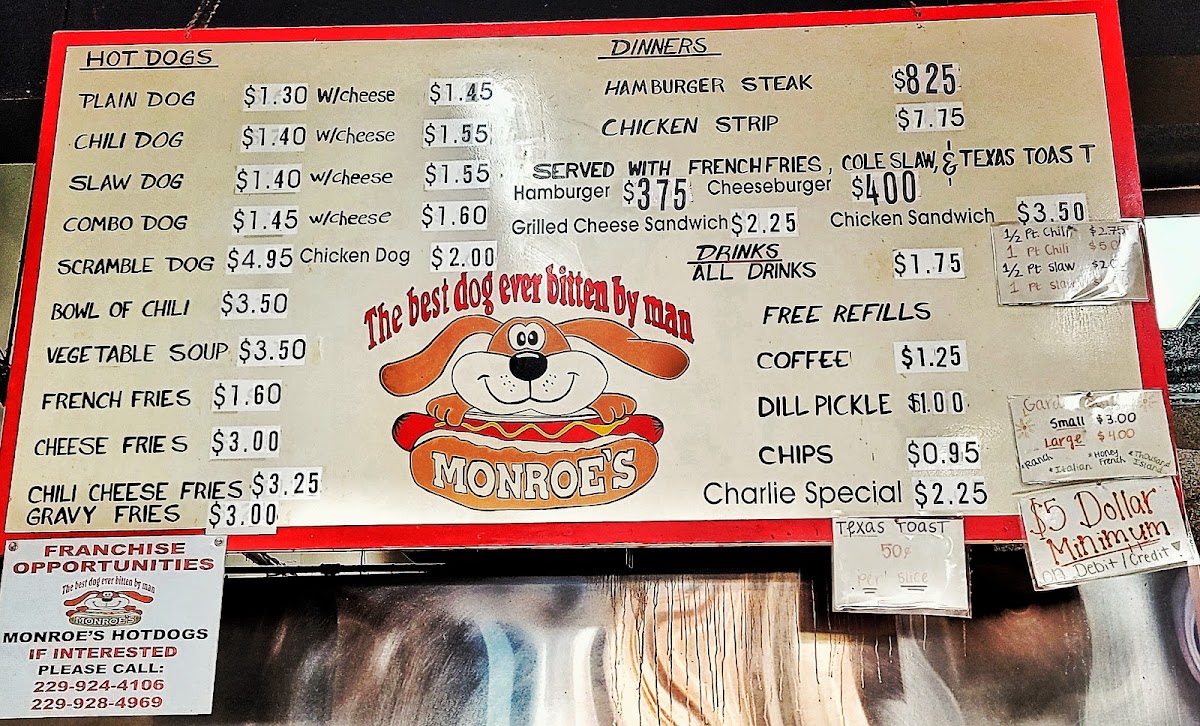 HOT DOGS
PLAIN DOG $1.30 W/cheese $1.45
CHILI DOG $1.40 W/cheese $1.55
SLAW DOG $1.40 W/cheese $1.55
COMBO DOG $1.45 W/cheese $1.60
SCRAMBLE DOG $4.95 Chicken Dog $2.00
BOWL OF CHILI $3.50
VEGETABLE SOUP $3.50
FRENCH FRIES $1.60
CHEESE FRIES $3.00
CHILI CHEESE FRIES $3.25
GRAVY FRIES $3.00
The best dog ever bitten by man
MONROE'S
DINNERS
HAMBURGER STEAK $825
CHICKEN STRIP $7.75
SERVED WITH FRENCH FRIES, COLE SLAW, & TEXAS TOAST
Hamburger $375 Cheeseburger $400
Grilled Cheese Sandwich $2.25 Chicken Sandwich $3.50
DRINKS
ALL DRINKS $1.75
FREE REFILLS
COFFEE $1.25
DILL PICKLE $1.00
CHIPS $0.95
Charlie Special $2.25
1/2 Pt. Chili $2.75
1 Pt Chili
1/2 Pt Slaw
1 Pt Slaw
Small $3.00
Large $4.00
*Ranch *Honey French *Thousand Island
*Italian
$5 Dollar
Minimum
on Debit/Credit
Texas Toast
50¢
per slice
FRANCHISE
OPPORTUNITIES
The best dog ever bitten by man
MONROE'S
MONROE'S HOTDOGS
IF INTERESTED
PLEASE CALL:
229-924-4106
229-928-4969